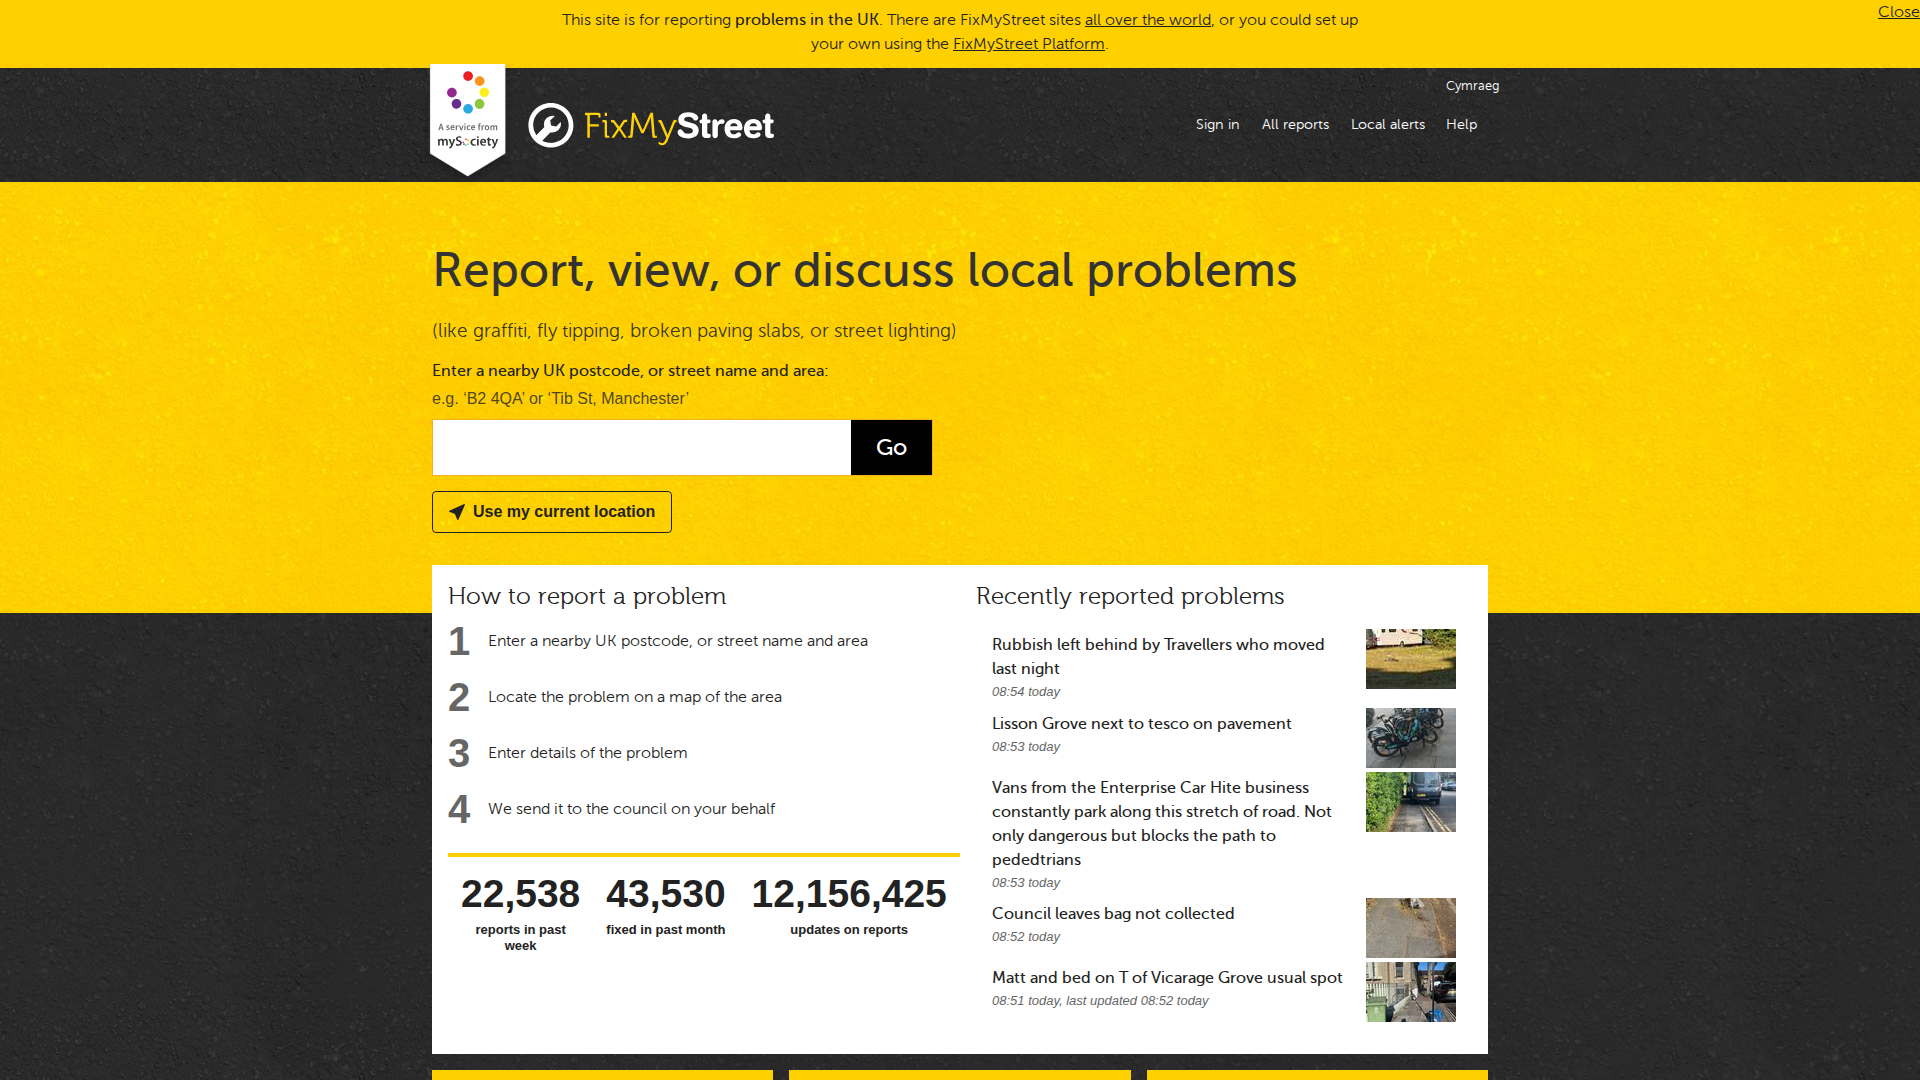 This site is for reporting problems in the UK. There are FixMyStreet sites all over the world, or you could set up
your own using the FixMyStreet Platform.
Close
A service from
mySociety
FixMyStreet
Cymraeg
Sign in
All reports
Local alerts
Help
Report, view, or discuss local problems
(like graffiti, fly tipping, broken paving slabs, or street lighting)
Enter a nearby UK postcode, or street name and area:
e.g. ‘B2 4QA’ or ‘Tib St, Manchester’
Go
Use my current location
How to report a problem
1 Enter a nearby UK postcode, or street name and area
2 Locate the problem on a map of the area
3 Enter details of the problem
4 We send it to the council on your behalf
22,538
reports in past
week
43,530
fixed in past month
12,156,425
updates on reports
Recently reported problems
Rubbish left behind by Travellers who moved
last night
08:54 today
Lisson Grove next to tesco on pavement
08:53 today
Vans from the Enterprise Car Hite business
constantly park along this stretch of road. Not
only dangerous but blocks the path to
pededtrians
08:53 today
Council leaves bag not collected
08:52 today
Matt and bed on T of Vicarage Grove usual spot
08:51 today, last updated 08:52 today